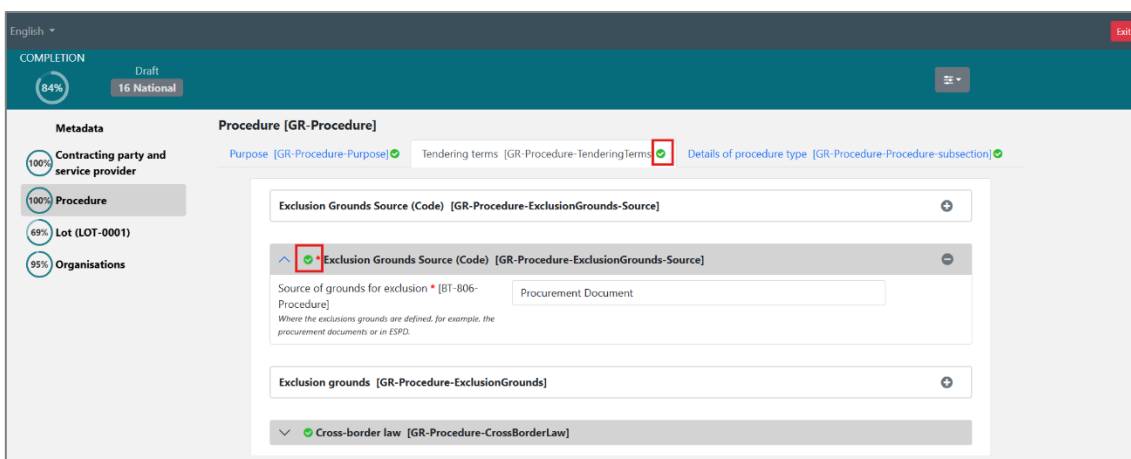 English
Exit
COMPLETION
84%
Draft
16 National
Metadata
100% Contracting party and
service provider
100% Procedure
69% Lot (LOT-0001)
95% Organisations
Procedure [GR-Procedure]
Purpose [GR-Procedure-Purpose]
Tendering terms [GR-Procedure-TenderingTerms
Details of procedure type [GR-Procedure-Procedure-subsection]
Exclusion Grounds Source (Code) [GR-Procedure-ExclusionGrounds-Source]
* Exclusion Grounds Source (Code) [GR-Procedure-ExclusionGrounds-Source]
Source of grounds for exclusion * [BT-806-
Procedure]
Procurement Document
Where the exclusions grounds are defined, for example, the
procurement documents or in ESPD.
Exclusion grounds [GR-Procedure-ExclusionGrounds]
Cross-border law [GR-Procedure-CrossBorderLaw]